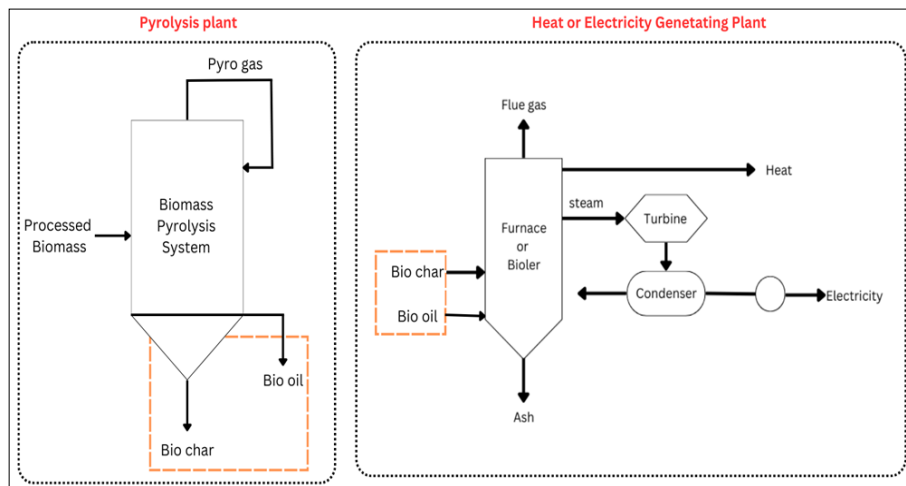 Pyrolysis plant
Pyro gas
Processed
Biomass
Biomass
Pyrolysis
System
Bio oil
Bio char
Heat or Electricity Genetating Plant
Flue gas
Heat
steam
Turbine
Furnace
or
Bioler
Bio char
Bio oil
Condenser
Electricity
Ash